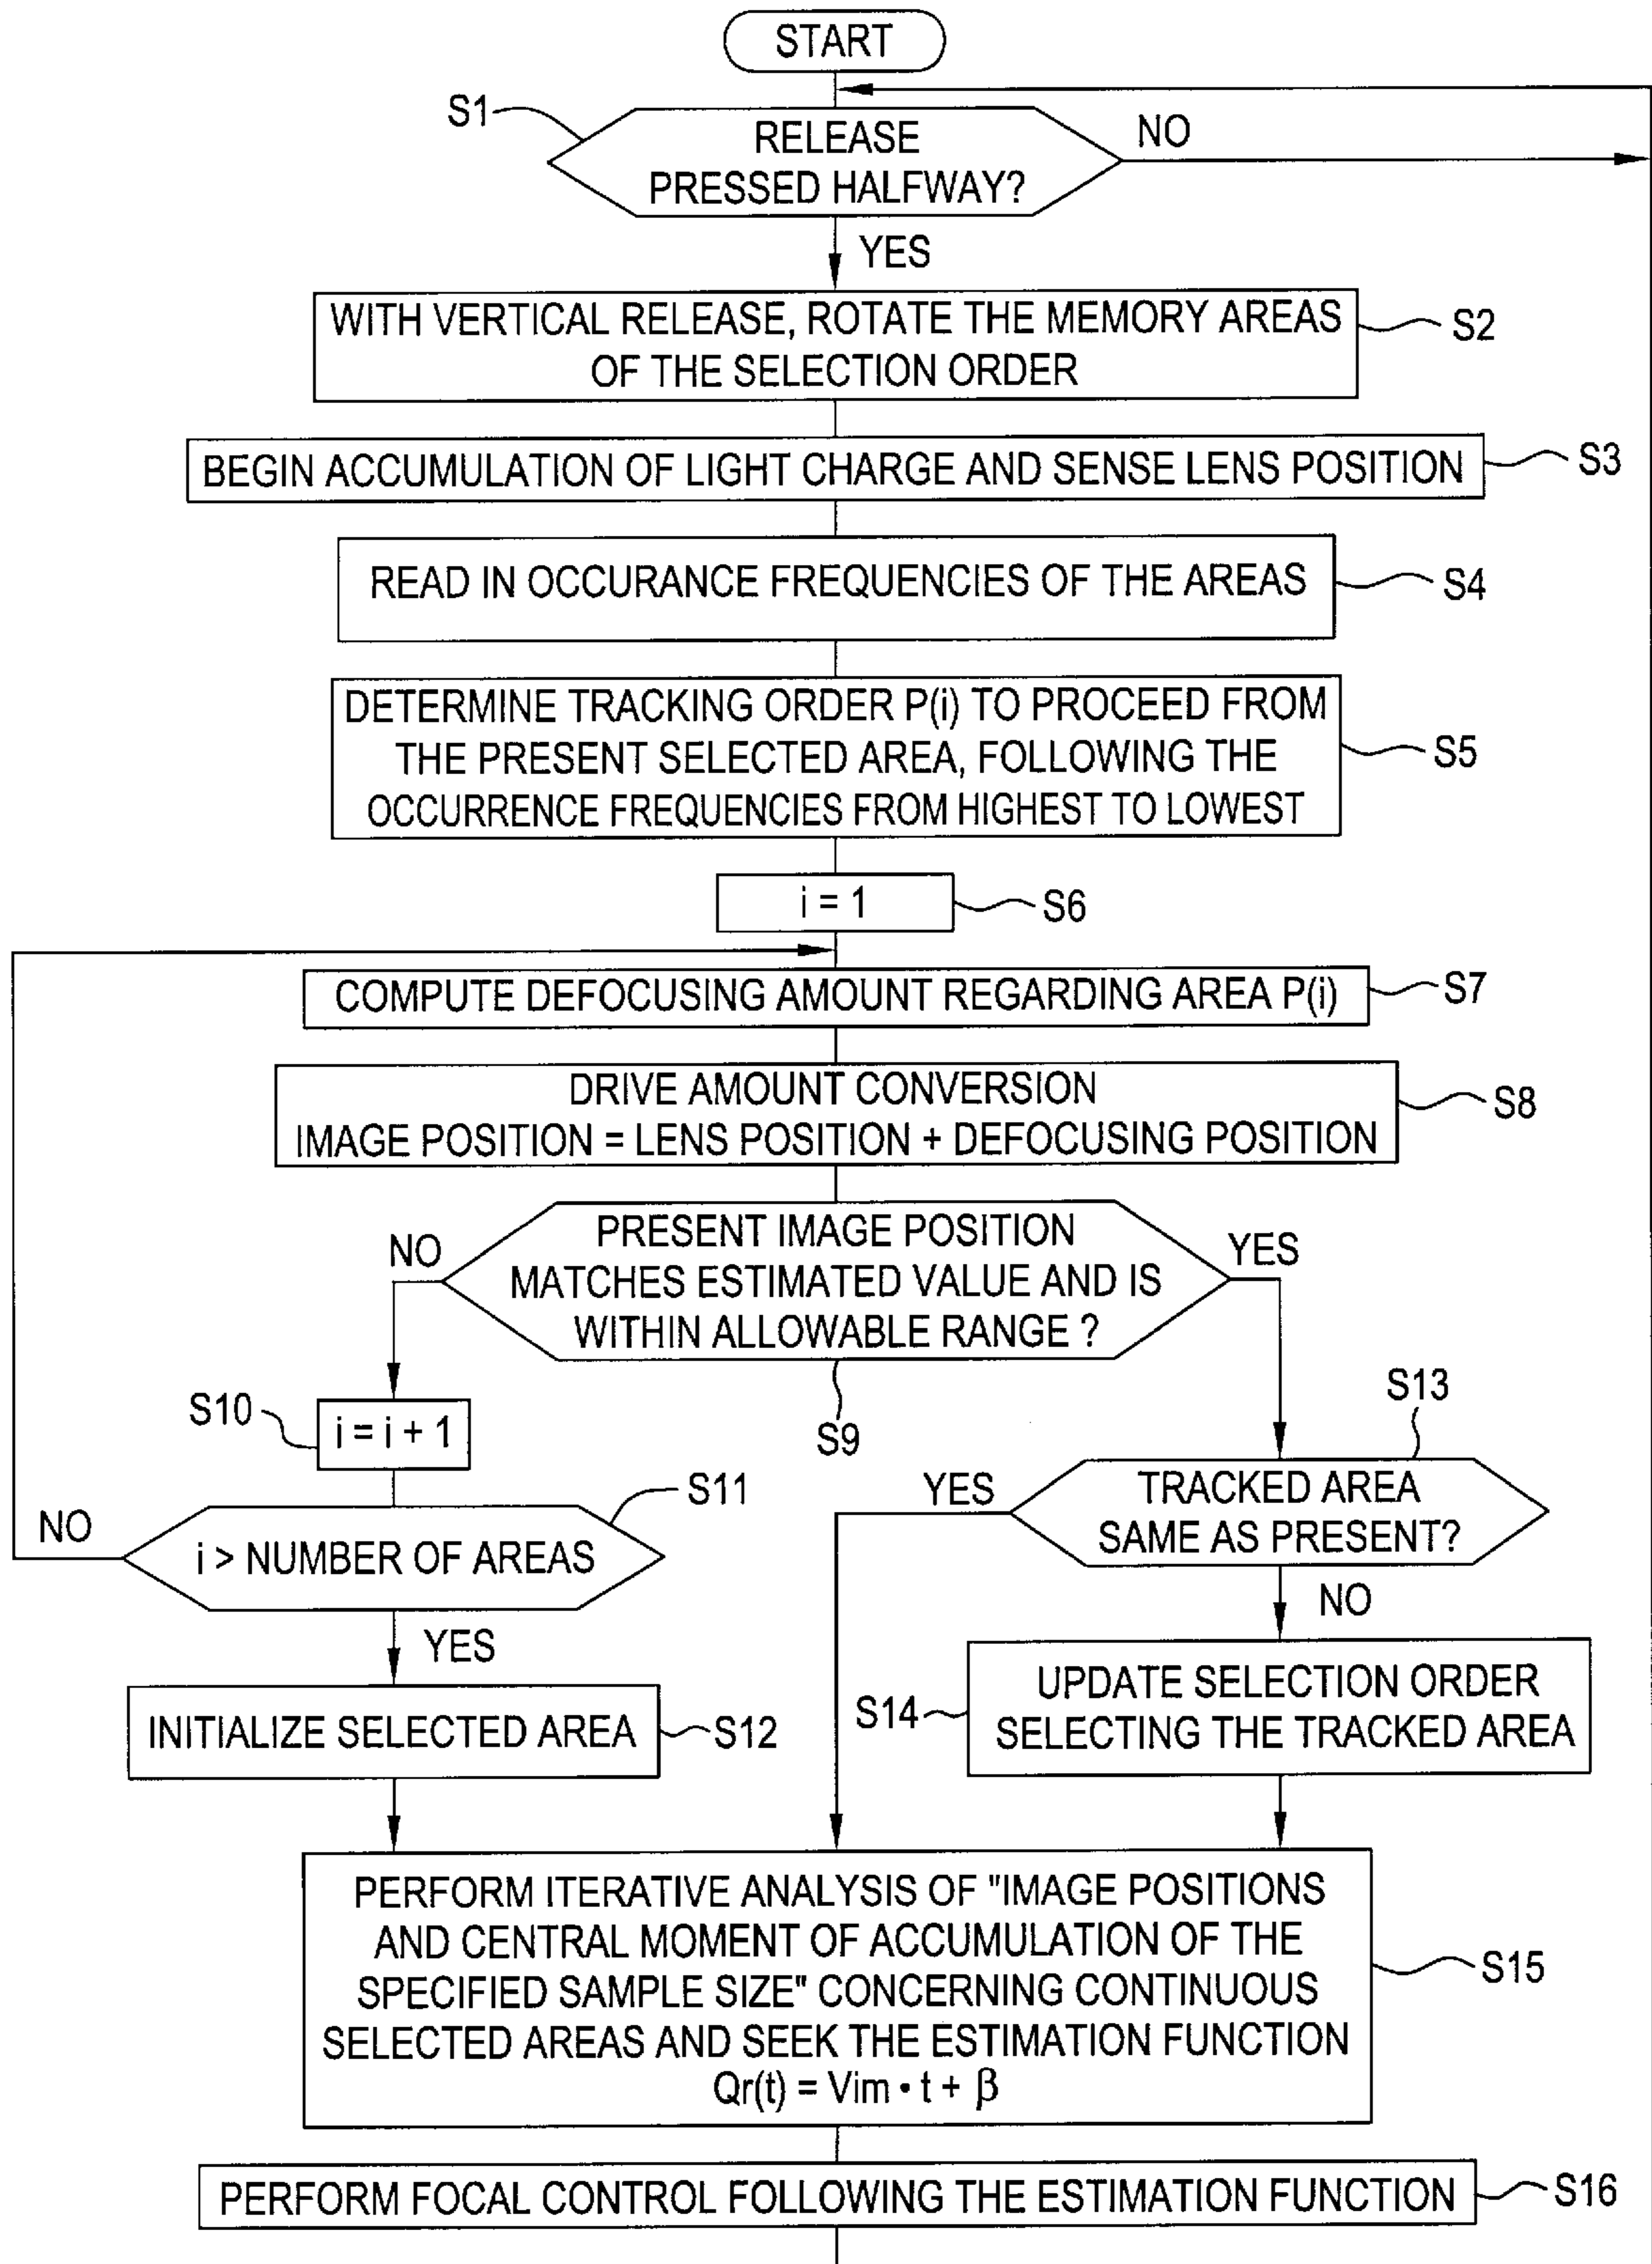 START
S1
RELEASE
PRESSED HALFWAY?
NO
YES
WITH VERTICAL RELEASE, ROTATE THE MEMORY AREAS
OF THE SELECTION ORDER
S2
BEGIN ACCUMULATION OF LIGHT CHARGE AND SENSE LENS POSITION
S3
READ IN OCCURANCE FREQUENCIES OF THE AREAS
S4
DETERMINE TRACKING ORDER P(i) TO PROCEED FROM
THE PRESENT SELECTED AREA, FOLLOWING THE
OCCURRENCE FREQUENCIES FROM HIGHEST TO LOWEST
S5
i = 1
S6
COMPUTE DEFOCUSING AMOUNT REGARDING AREA P(i)
S7
DRIVE AMOUNT CONVERSION
IMAGE POSITION = LENS POSITION + DEFOCUSING POSITION
S8
NO
PRESENT IMAGE POSITION
MATCHES ESTIMATED VALUE AND IS
WITHIN ALLOWABLE RANGE ?
YES
S9
S10
i = i + 1
S13
TRACKED AREA
SAME AS PRESENT?
YES
NO
S11
i > NUMBER OF AREAS
NO
YES
INITIALIZE SELECTED AREA
S12
S14
UPDATE SELECTION ORDER
SELECTING THE TRACKED AREA
PERFORM ITERATIVE ANALYSIS OF "IMAGE POSITIONS
AND CENTRAL MOMENT OF ACCUMULATION OF THE
SPECIFIED SAMPLE SIZE" CONCERNING CONTINUOUS
SELECTED AREAS AND SEEK THE ESTIMATION FUNCTION
Qr(t) = Vim • t + β
S15
PERFORM FOCAL CONTROL FOLLOWING THE ESTIMATION FUNCTION
S16